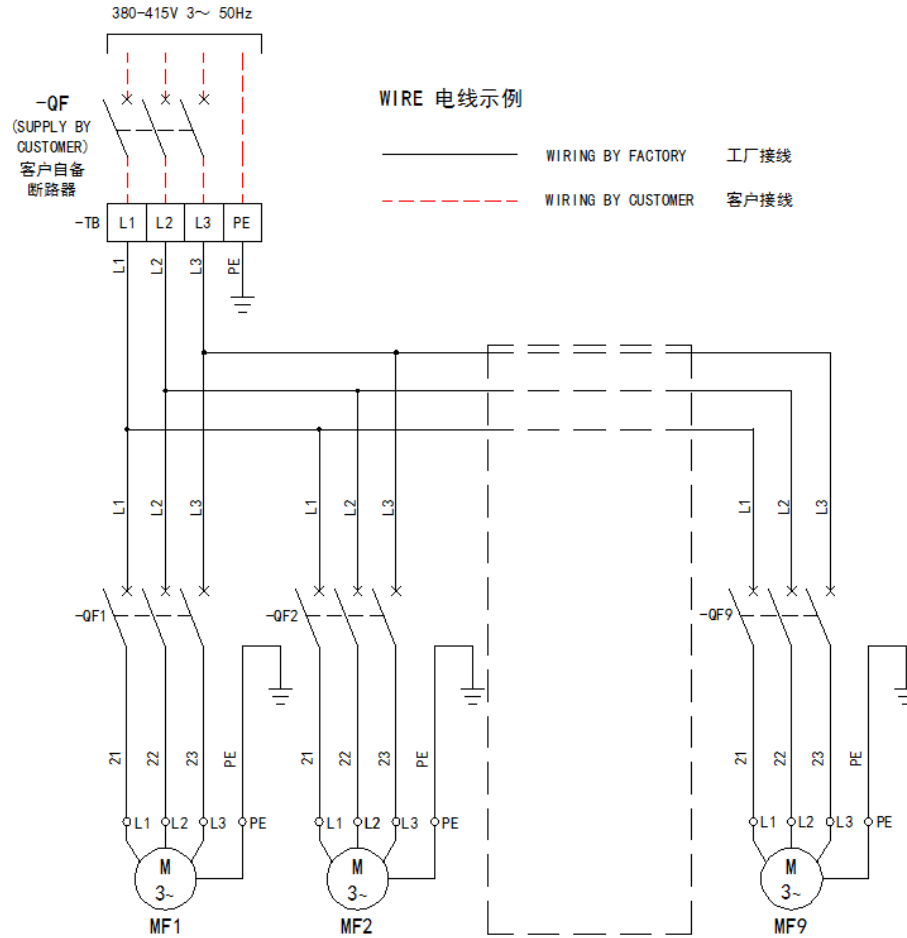 380-415V 3～ 50Hz
-QF
(SUPPLY BY
CUSTOMER)
客户自备
断路器
WIRE 电线示例
WIRING BY FACTORY 工厂接线
WIRING BY CUSTOMER 客户接线
-TB L1 L2 L3 PE
L1 L2 L3 PE
L1 L2 L3 L1 L2 L3 L1 L2 L3
-QF1 -QF2 -QF9
21 22 23 PE 21 22 23 PE 21 22 23 PE
L1 L2 L3 PE L1 L2 L3 PE L1 L2 L3 PE
M M M
3~ 3~ 3~
MF1 MF2 MF9